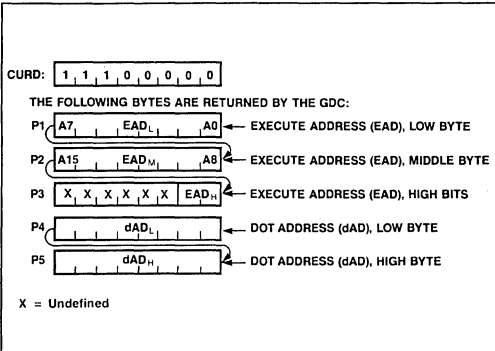 CURD: 1 1 1 0 0 0 0 0
THE FOLLOWING BYTES ARE RETURNED BY THE GDC:
P1 A7 EADL A0 EXECUTE ADDRESS (EAD), LOW BYTE
P2 A15 EADM A8 EXECUTE ADDRESS (EAD), MIDDLE BYTE
P3 X X X X X X EADH EXECUTE ADDRESS (EAD), HIGH BITS
P4 dADL DOT ADDRESS (dAD), LOW BYTE
P5 dADH DOT ADDRESS (dAD), HIGH BYTE
X = Undefined